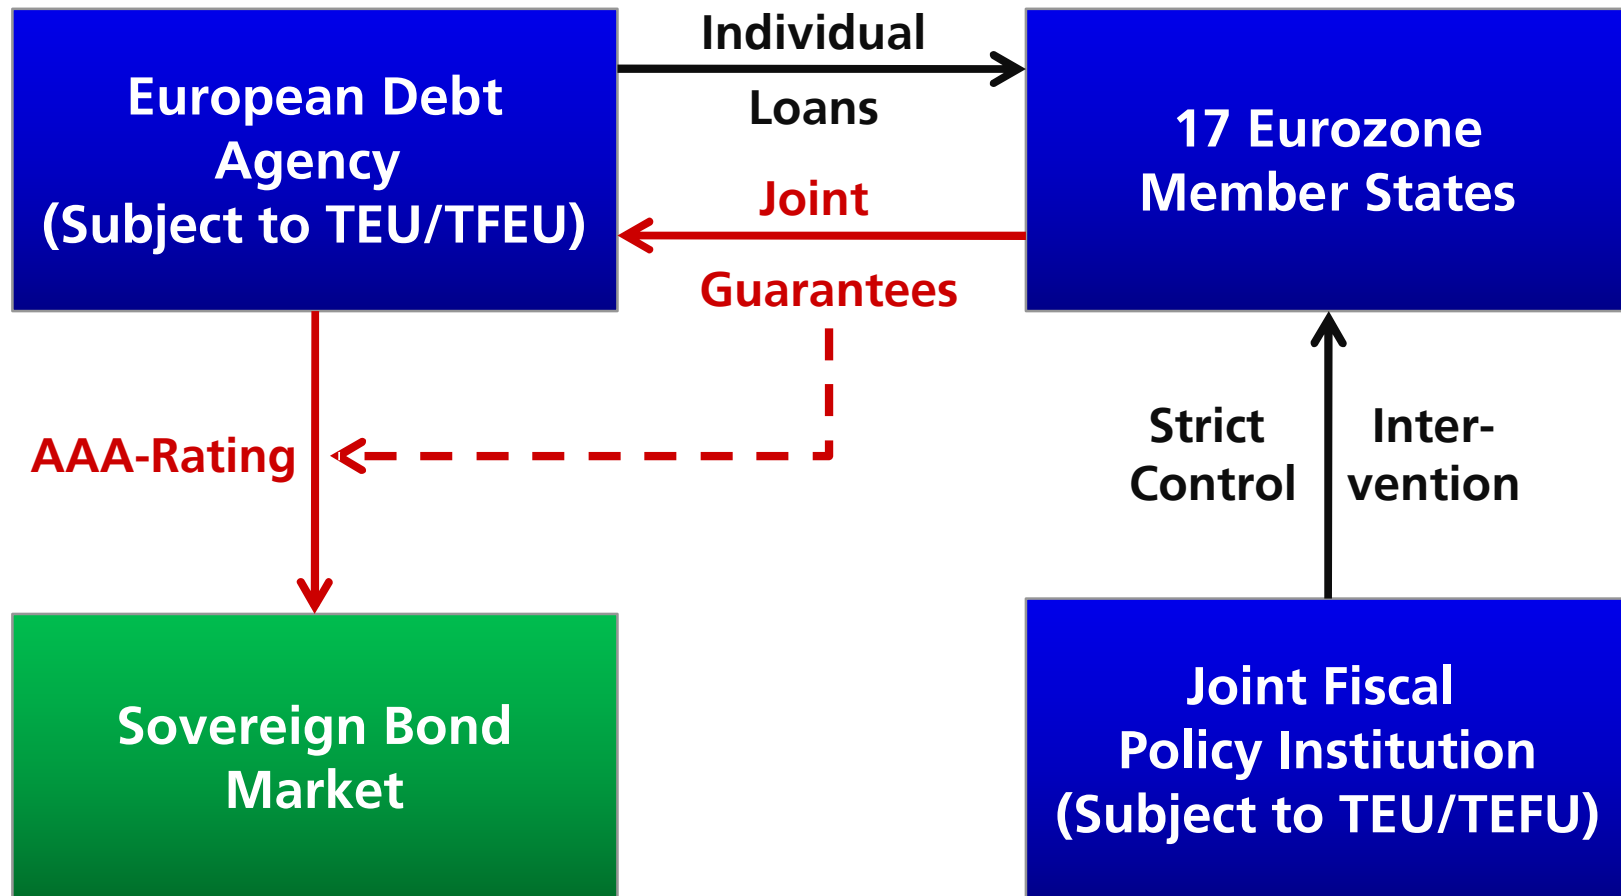 European Debt
Agency
(Subject to TEU/TFEU)
Individual
Loans
Joint
Guarantees
17 Eurozone
Member States
AAA-Rating
Strict
Control
Inter-
vention
Sovereign Bond
Market
Joint Fiscal
Policy Institution
(Subject to TEU/TEFU)